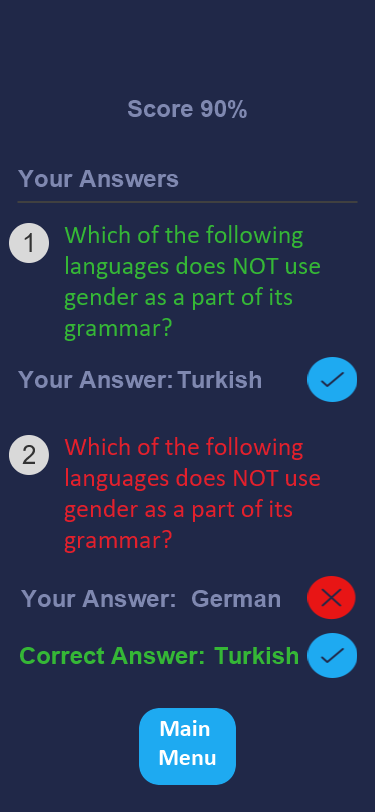 Score 90%
Your Answers
1
Which of the following
languages does NOT use
gender as a part of its
grammar?
Your Answer: Turkish
2
Which of the following
languages does NOT use
gender as a part of its
grammar?
Your Answer: German
Correct Answer: Turkish
Main
Menu